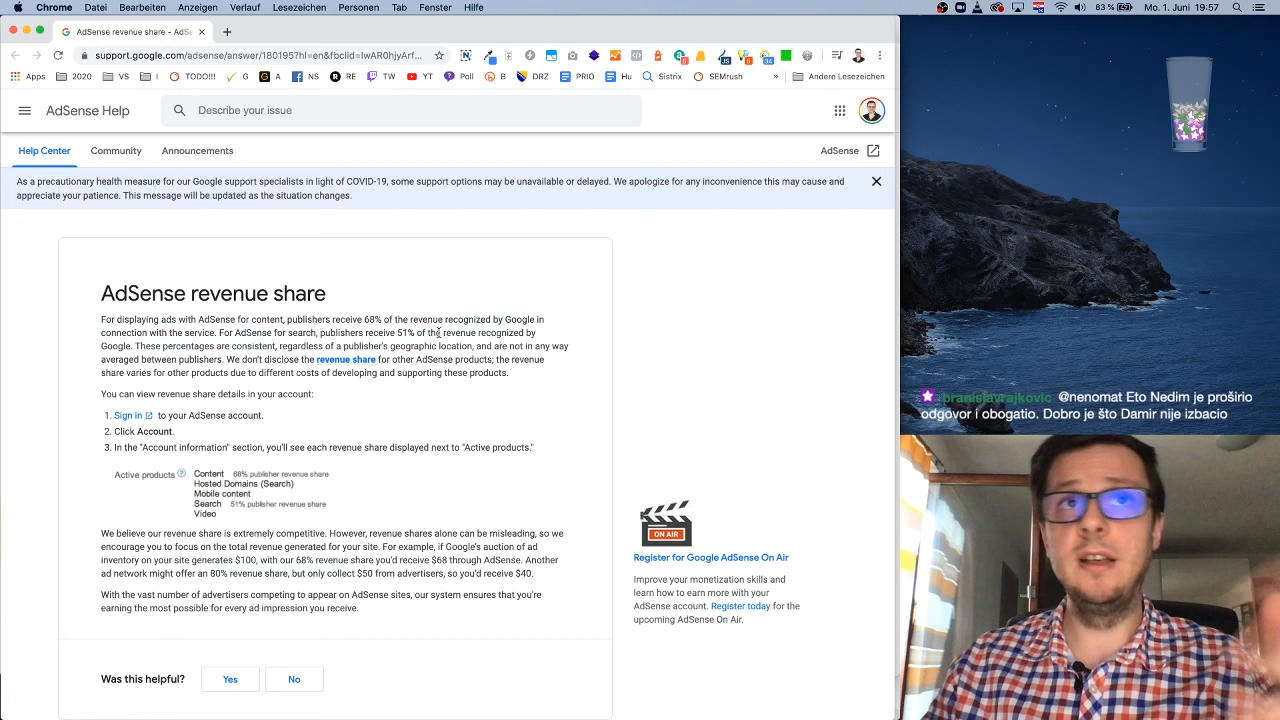 Chrome Datei Bearbeiten Anzeigen Verlauf Lesezeichen Personen Tab Fenster Hilfe 83 % Mo. 1. Juni 19:57
AdSense revenue share - AdSe
support.google.com/adsense/answer/180195?hl=en&fbclid=IwAR0hjyArf...
Apps 2020 VS I TODO!!! G A NS RE TW YT Poll B DRZ PRIO Hu Sistrix SEmrush » Andere Lesezeichen
AdSense Help Describe your issue
Help Center Community Announcements AdSense
As a precautionary health measure for our Google support specialists in light of COVID-19, some support options may be unavailable or delayed. We apologize for any inconvenience this may cause and
appreciate your patience. This message will be updated as the situation changes.
AdSense revenue share
For displaying ads with AdSense for content, publishers receive 68% of the revenue recognized by Google in
connection with the service. For AdSense for search, publishers receive 51% of the revenue recognized by
Google. These percentages are consistent, regardless of a publisher's geographic location, and are not in any way
averaged between publishers. We don't disclose the revenue share for other AdSense products; the revenue
share varies for other products due to different costs of developing and supporting these products.
You can view revenue share details in your account:
1. Sign in to your AdSense account.
2. Click Account.
3. In the "Account information" section, you'll see each revenue share displayed next to "Active products."
Active products ? Content 68% publisher revenue share
Hosted Domains (Search)
Mobile content
Search 51% publisher revenue share
Video
We believe our revenue share is extremely competitive. However, revenue shares alone can be misleading, so we
encourage you to focus on the total revenue generated for your site. For example, if Google's auction of ad
inventory on your site generates $100, with our 68% revenue share you'd receive $68 through AdSense. Another
ad network might offer an 80% revenue share, but only collect $50 from advertisers, so you'd receive $40.
With the vast number of advertisers competing to appear on AdSense sites, our system ensures that you're
earning the most possible for every ad impression you receive.
Was this helpful? Yes No
ON AIR
Register for Google AdSense On Air
Improve your monetization skills and
learn how to earn more with your
AdSense account. Register today for the
upcoming AdSense On Air.
branislavrajkovic @nenomat Eto Nedim je proširio
odgovor i obogatio. Dobro je što Damir nije izbacio